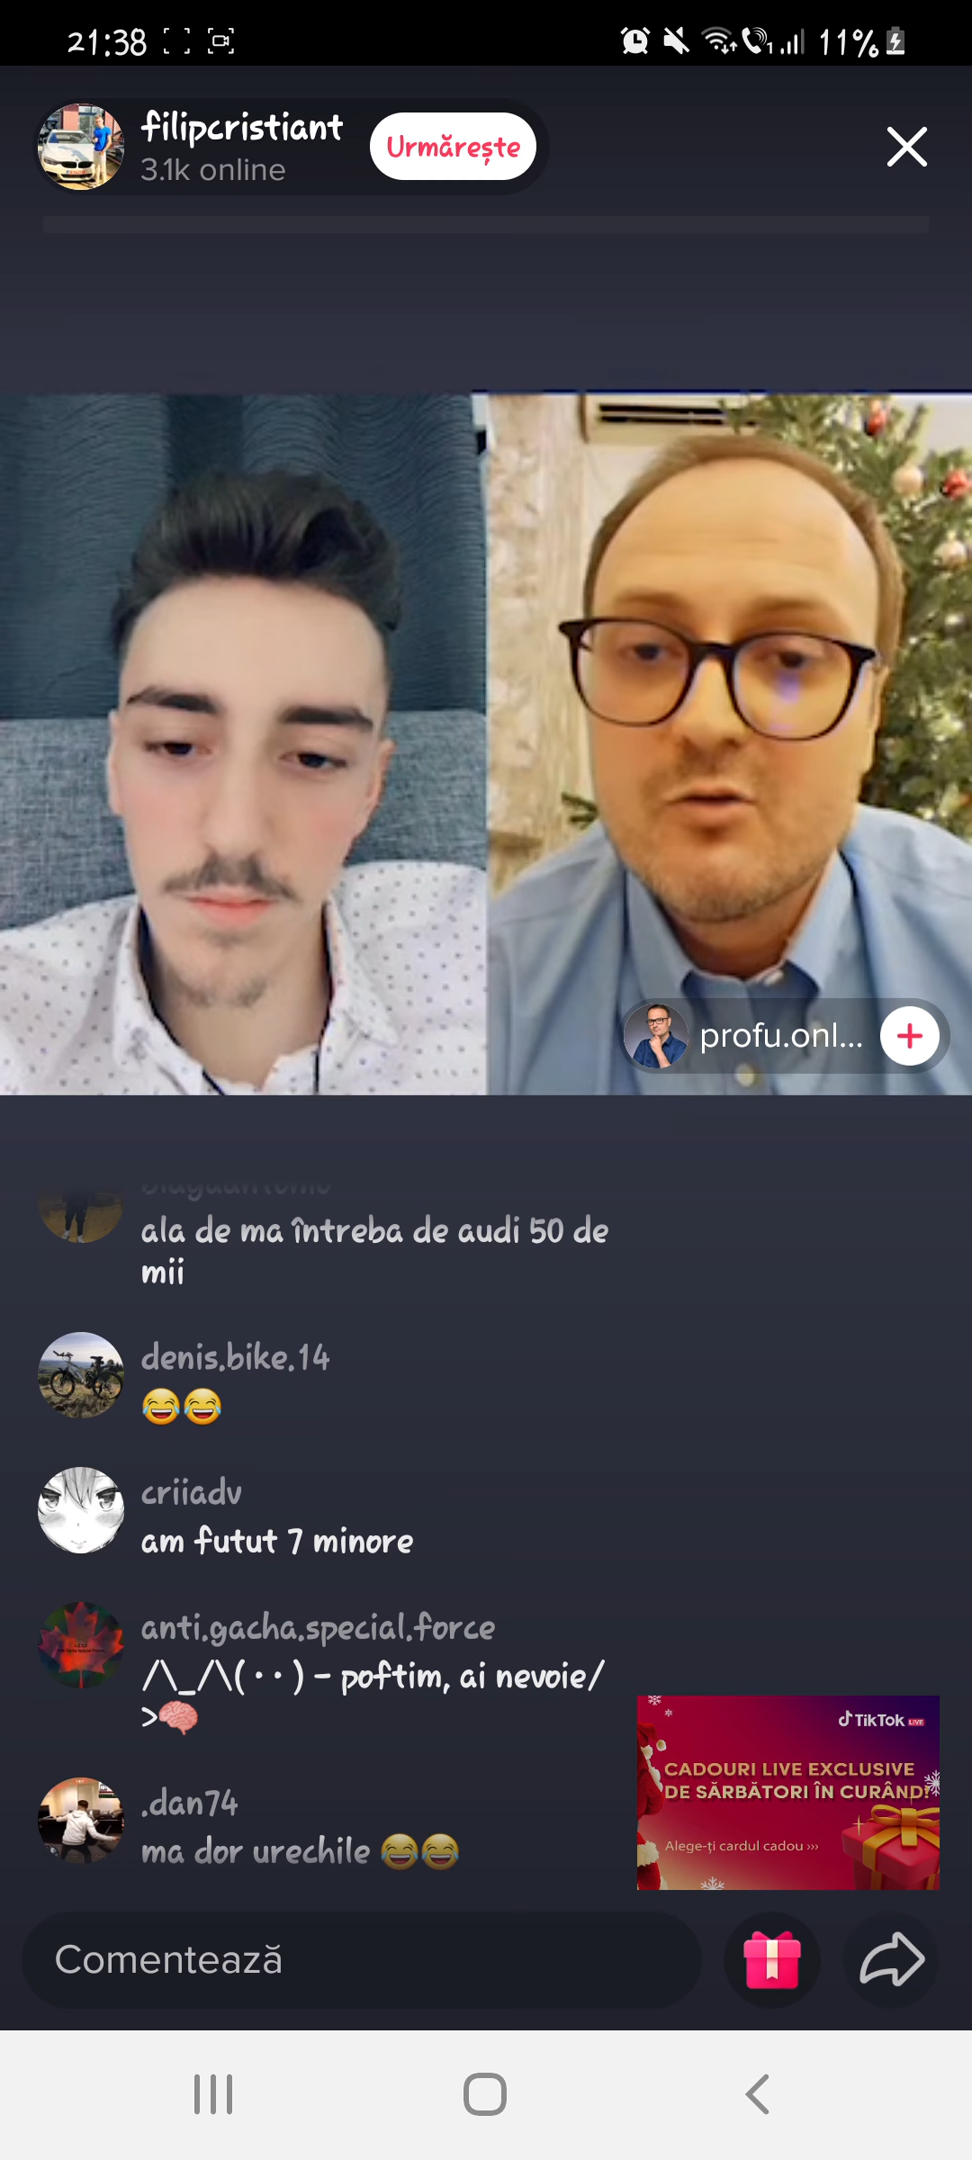 21:38
11%
filipcristiant
3.1k online
Urmărește
profu.onl...
ala de ma întreba de audi 50 de
mii
denis.bike.14
😂😂
criiadv
am futut 7 minore
anti.gacha.special.force
/\_/\( • • ) - poftim, ai nevoie/
>🧠
.dan74
ma dor urechile 😂😂
TikTok LIVE
CADOURI LIVE EXCLUSIVE
DE SĂRBĂTORI ÎN CURÂND!
Alege-ți cardul cadou ›››
Comentează